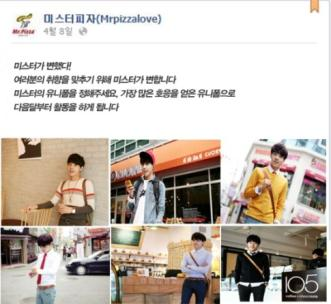 미스터피자(Mrpizzalove)
4월 8일
Mr.Pizza
미스터가 변했다!
여러분의 취향을 맞추기 위해 미스터가 변합니다
미스터의 유니폼을 정해주세요, 가장 많은 호응을 얻은 유니폼으로
다음달부터 활동을 하게 됩니다
105